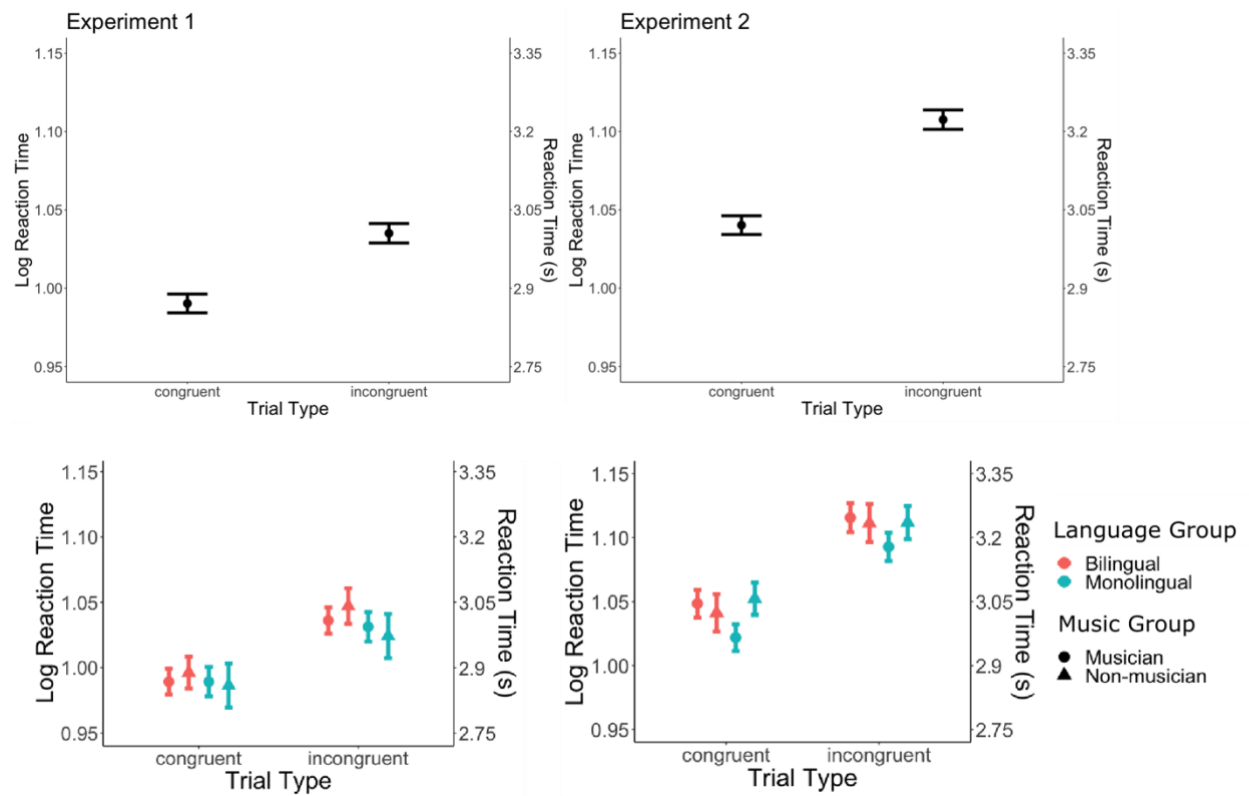 Experiment 1
1.15
1.10
1.05
1.00
0.95
Log Reaction Time
3.35
3.2
3.05
2.9
2.75
Reaction Time (s)
congruent
incongruent
Trial Type
Experiment 2
1.15
1.10
1.05
1.00
0.95
Log Reaction Time
3.35
3.2
3.05
2.9
2.75
Reaction Time (s)
congruent
incongruent
Trial Type
1.15
1.10
1.05
1.00
0.95
Log Reaction Time
3.35
3.2
3.05
2.9
2.75
Reaction Time (s)
congruent
incongruent
Trial Type
1.15
1.10
1.05
1.00
0.95
Log Reaction Time
3.35
3.2
3.05
2.9
2.75
Reaction Time (s)
congruent
incongruent
Trial Type
Language Group
Bilingual
Monolingual
Music Group
Musician
Non-musician